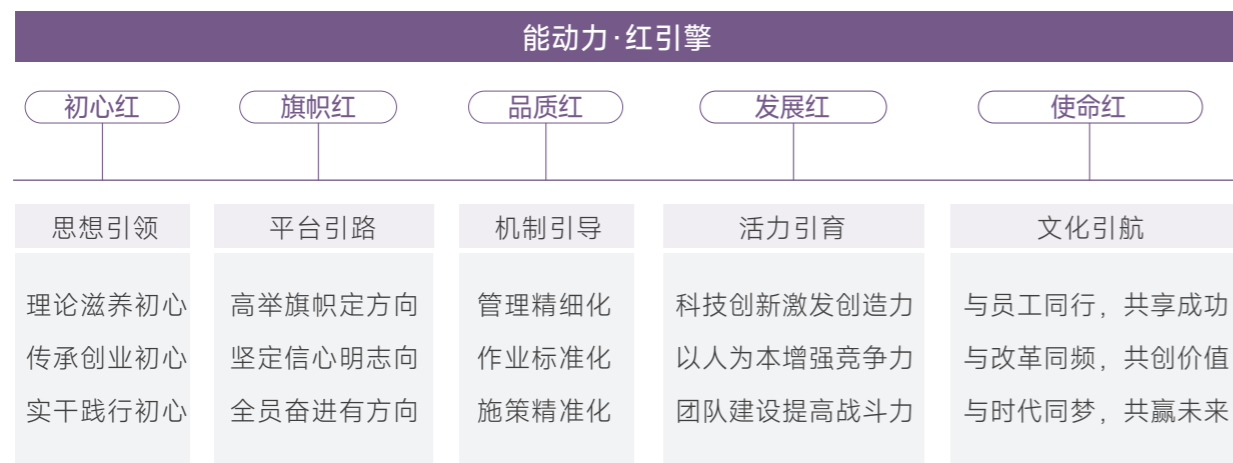 能动力·红引擎
初心红
旗帜红
品质红
发展红
使命红
思想引领
平台引路
机制引导
活力引育
文化引航
理论滋养初心
传承创业初心
实干践行初心
高举旗帜定方向
坚定信心明志向
全员奋进有方向
管理精细化
作业标准化
施策精准化
科技创新激发创造力
以人为本增强竞争力
团队建设提高战斗力
与员工同行，共享成功
与改革同频，共创价值
与时代同梦，共赢未来